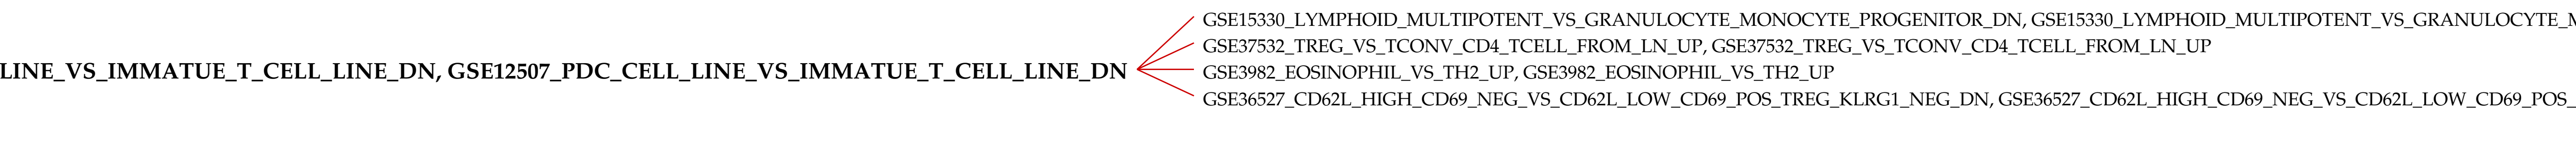 GSE15330_LYMPHOID_MULTIPOTENT_VS_GRANULOCYTE_MONOCYTE_PROGENITOR_DN, GSE15330_LYMPHOID_MULTIPOTENT_VS_GRANULOCYTE_
GSE37532_TREG_VS_TCONV_CD4_TCELL_FROM_LN_UP, GSE37532_TREG_VS_TCONV_CD4_TCELL_FROM_LN_UP
LINE_VS_IMMATUE_T_CELL_LINE_DN, GSE12507_PDC_CELL_LINE_VS_IMMATUE_T_CELL_LINE_DN
GSE3982_EOSINOPHIL_VS_TH2_UP, GSE3982_EOSINOPHIL_VS_TH2_UP
GSE36527_CD62L_HIGH_CD69_NEG_VS_CD62L_LOW_CD69_POS_TREG_KLRG1_NEG_DN, GSE36527_CD62L_HIGH_CD69_NEG_VS_CD62L_LOW_CD69_POS_